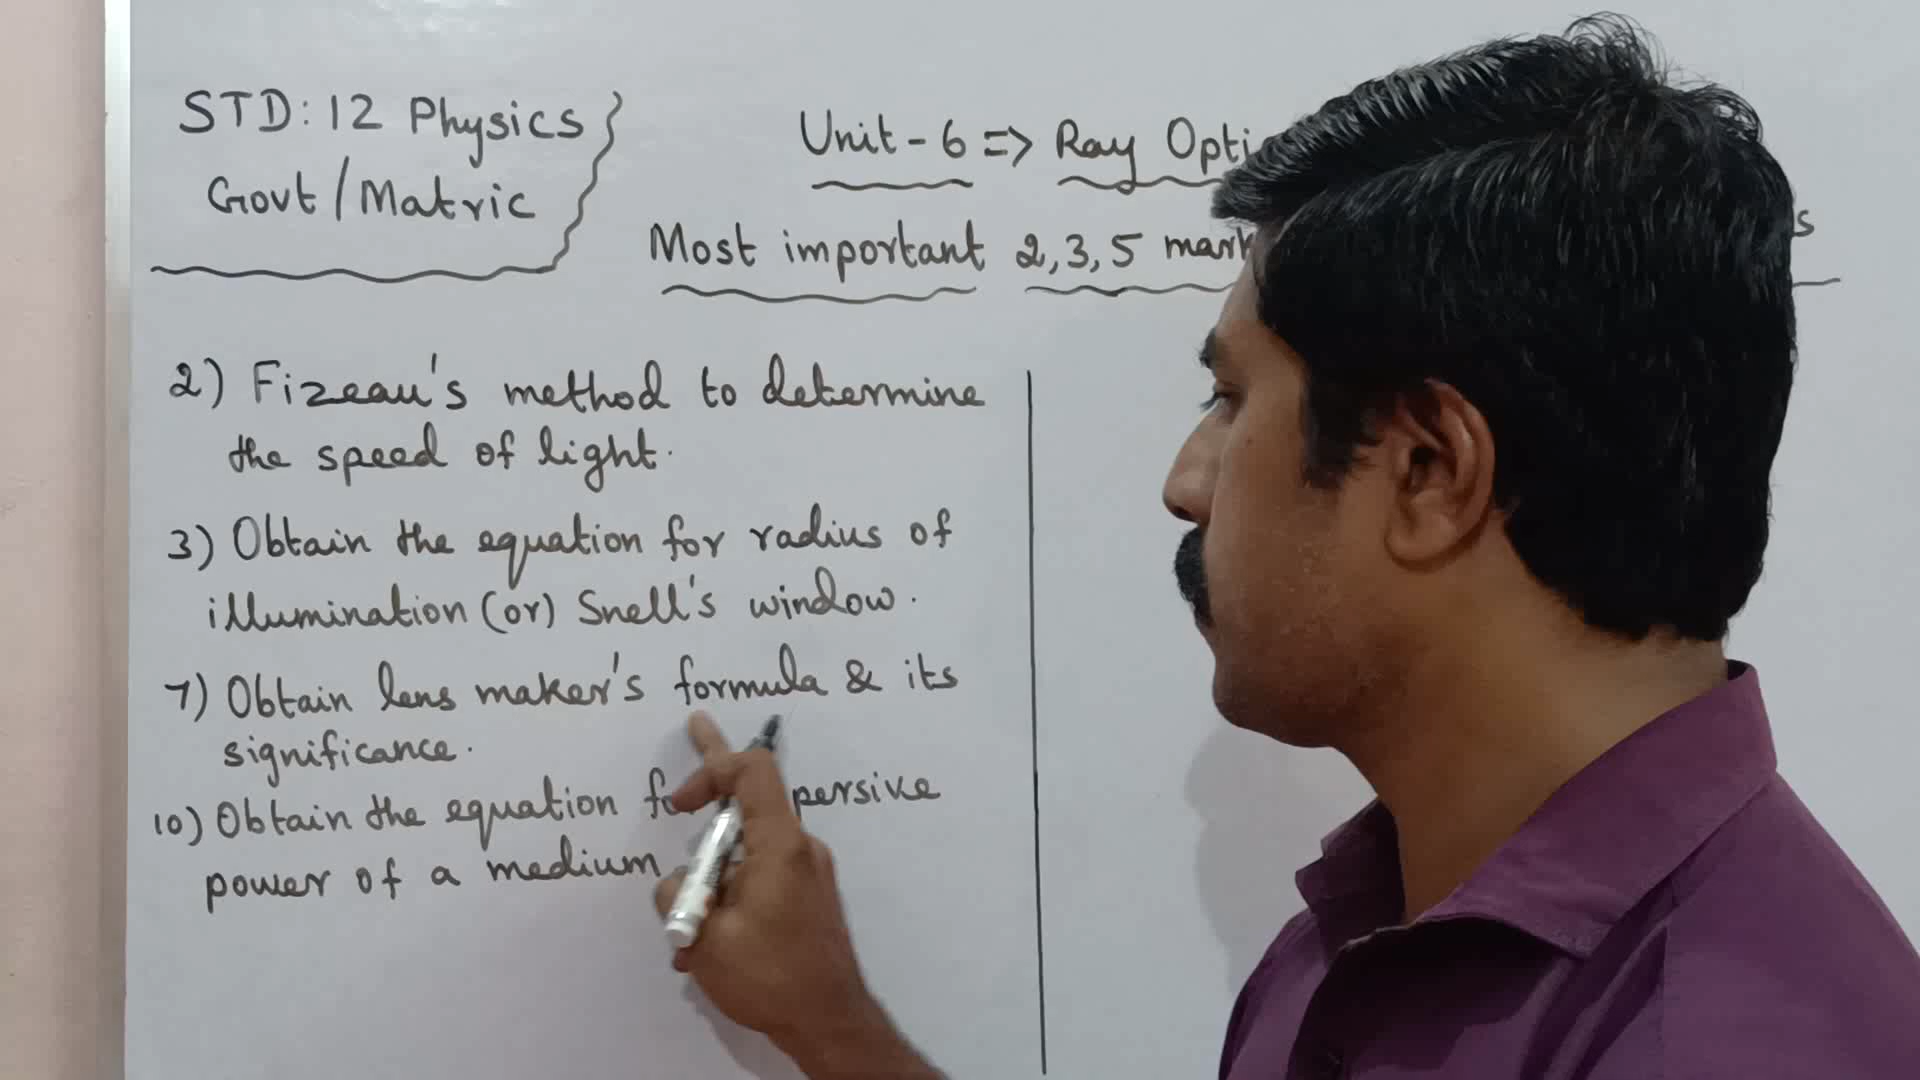 STD: 12 Physics
Govt/Matric
Unit - 6 => Ray Opti
Most important 2,3,5 mark s
2) Fizeau's method to determine
the speed of light.
3) Obtain the equation for radius of
illumination (or) Snell's window.
7) Obtain lens maker's formula & its
significance.
10) Obtain the equation fo persive
power of a medium